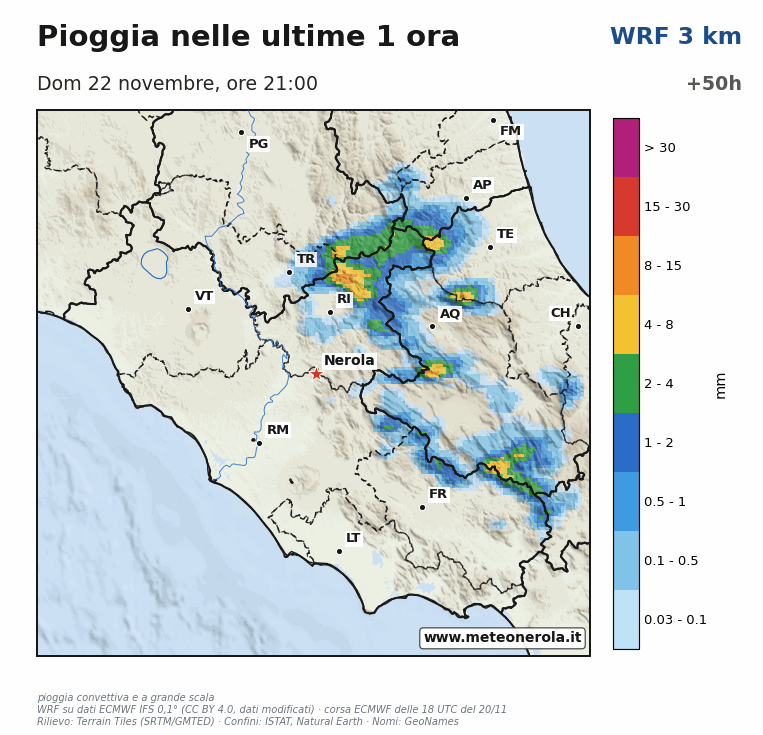 Pioggia nelle ultime 1 ora
WRF 3 km
Dom 22 novembre, ore 21:00
+50h
FM
PG
AP
TE
TR
RI
VT
AQ
CH
Nerola
RM
FR
LT
www.meteonerola.it
> 30
15 - 30
8 - 15
4 - 8
2 - 4
1 - 2
0.5 - 1
0.1 - 0.5
0.03 - 0.1
mm
pioggia convettiva e a grande scala
WRF su dati ECMWF IFS 0,1° (CC BY 4.0, dati modificati) · corsa ECMWF delle 18 UTC del 20/11
Rilievo: Terrain Tiles (SRTM/GMTED) · Confini: ISTAT, Natural Earth · Nomi: GeoNames